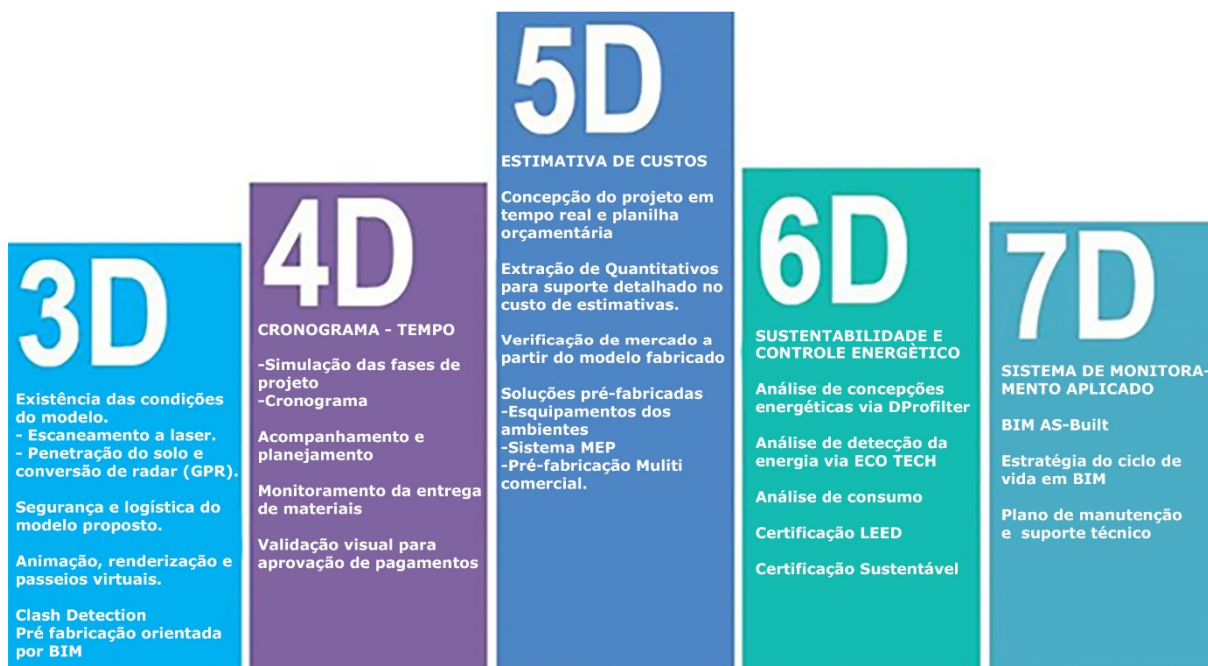 3D
Existência das condições
do modelo.
- Escaneamento a laser.
- Penetração do solo e
conversão de radar (GPR).
Segurança e logística do
modelo proposto.
Animação, renderização e
passeios virtuais.
Clash Detection
Pré fabricação orientada
por BIM
4D
CRONOGRAMA - TEMPO
-Simulação das fases de
projeto
-Cronograma
Acompanhamento e
planejamento
Monitoramento da entrega
de materiais
Validação visual para
aprovação de pagamentos
5D
ESTIMATIVA DE CUSTOS
Concepção do projeto em
tempo real e planilha
orçamentária
Extração de Quantitativos
para suporte detalhado no
custo de estimativas.
Verificação de mercado a
partir do modelo fabricado
Soluções pré-fabricadas
-Esquipamentos dos
ambientes
-Sistema MEP
-Pré-fabricação Muliti
comercial.
6D
SUSTENTABILIDADE E
CONTROLE ENERGÈTICO
Análise de concepções
energéticas via DProfilter
Análise de detecção da
energia via ECO TECH
Análise de consumo
Certificação LEED
Certificação Sustentável
7D
SISTEMA DE MONITORA-
MENTO APLICADO
BIM AS-Built
Estratégia do ciclo de
vida em BIM
Plano de manutenção
e suporte técnico